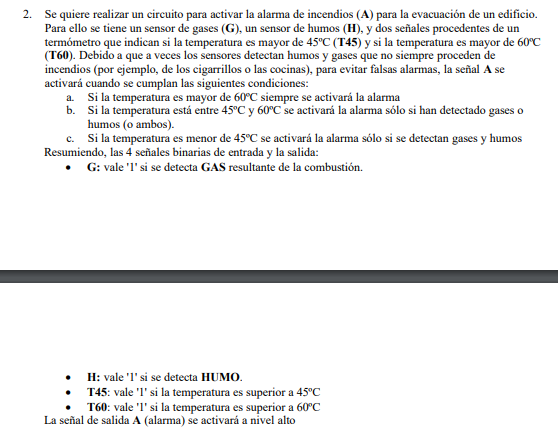 2. Se quiere realizar un circuito para activar la alarma de incendios (A) para la evacuación de un edificio.
Para ello se tiene un sensor de gases (G), un sensor de humos (H), y dos señales procedentes de un
termómetro que indican si la temperatura es mayor de 45ºC (T45) y si la temperatura es mayor de 60ºC
(T60). Debido a que a veces los sensores detectan humos y gases que no siempre proceden de
incendios (por ejemplo, de los cigarrillos o las cocinas), para evitar falsas alarmas, la señal A se
activará cuando se cumplan las siguientes condiciones:
a. Si la temperatura es mayor de 60ºC siempre se activará la alarma
b. Si la temperatura está entre 45ºC y 60ºC se activará la alarma sólo si han detectado gases o
humos (o ambos).
c. Si la temperatura es menor de 45ºC se activará la alarma sólo si se detectan gases y humos
Resumiendo, las 4 señales binarias de entrada y la salida:
• G: vale '1' si se detecta GAS resultante de la combustión.
• H: vale '1' si se detecta HUMO.
• T45: vale '1' si la temperatura es superior a 45ºC
• T60: vale '1' si la temperatura es superior a 60ºC
La señal de salida A (alarma) se activará a nivel alto